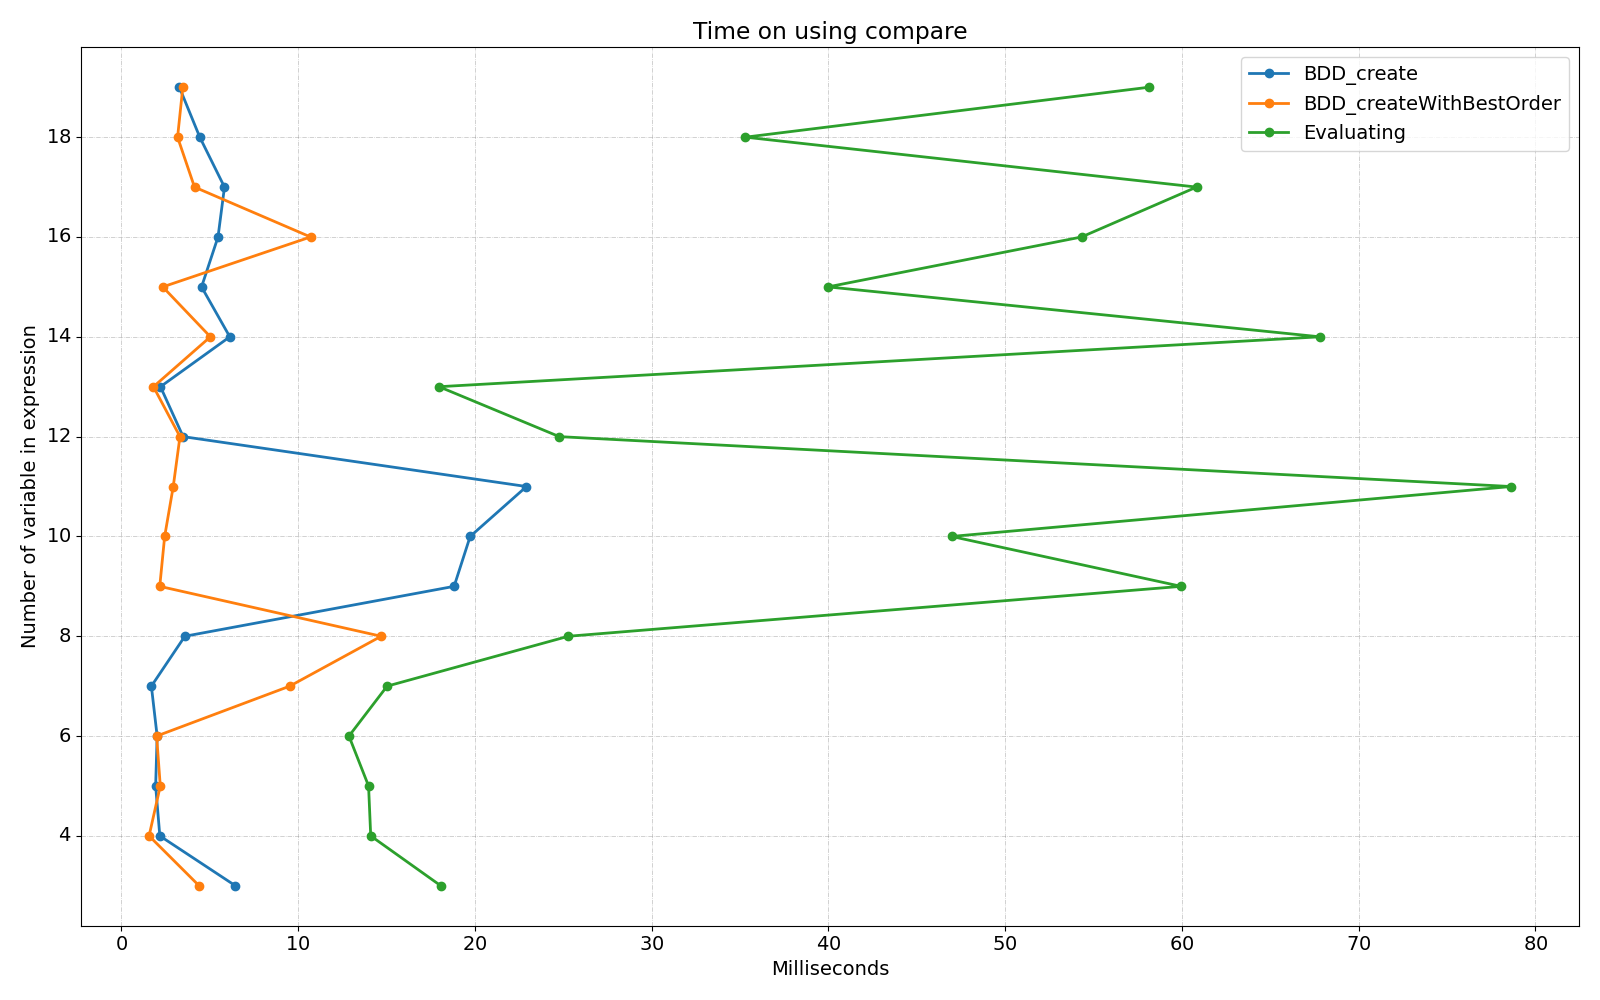 Time on using compare
BDD_create
BDD_createWithBestOrder
Evaluating
Number of variable in expression
18
16
14
12
10
8
6
4
0 10 20 30 40 50 60 70 80
Milliseconds